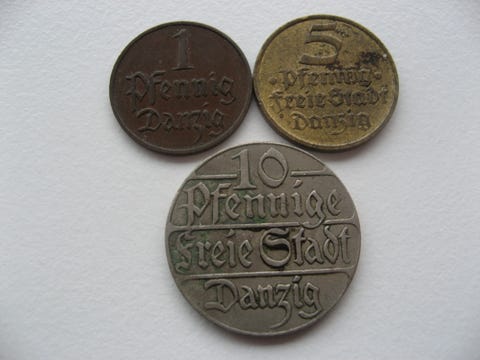 1
Pfennig
Danzig
5
Pfennig
Freie Stadt
Danzig
10
Pfennige
Freie Stadt
Danzig